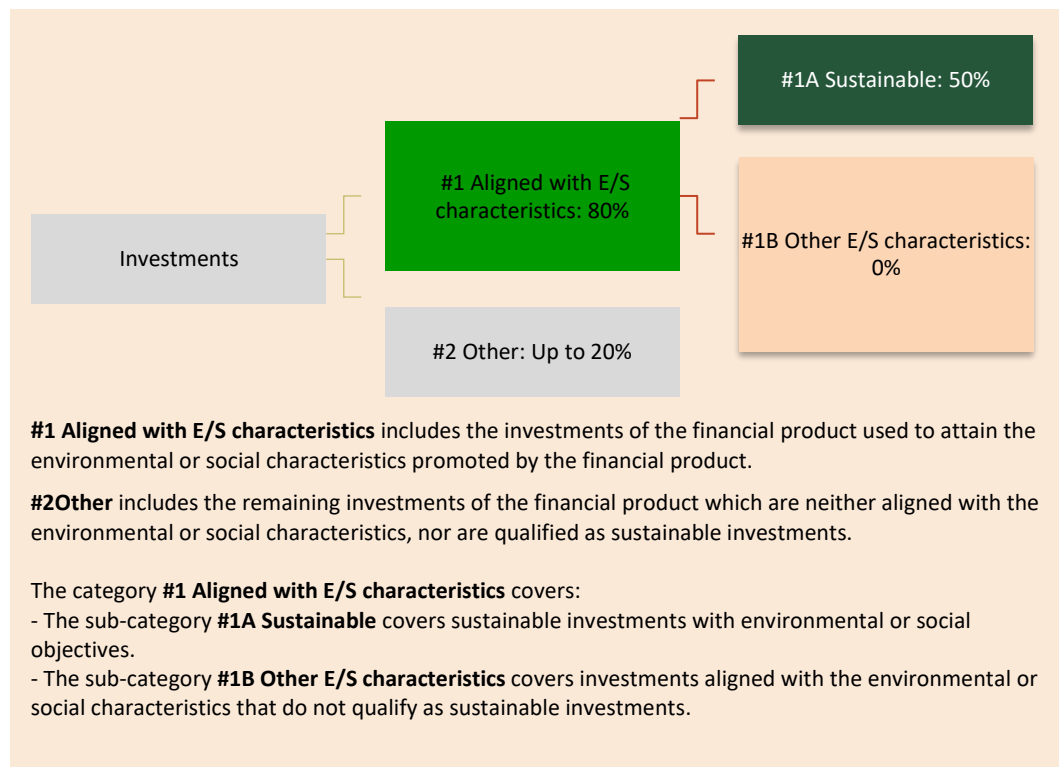 #1A Sustainable: 50%
#1 Aligned with E/S
characteristics: 80%
#1B Other E/S characteristics:
0%
Investments
#2 Other: Up to 20%
#1 Aligned with E/S characteristics includes the investments of the financial product used to attain the
environmental or social characteristics promoted by the financial product.
#2Other includes the remaining investments of the financial product which are neither aligned with the
environmental or social characteristics, nor are qualified as sustainable investments.
The category #1 Aligned with E/S characteristics covers:
- The sub-category #1A Sustainable covers sustainable investments with environmental or social
objectives.
- The sub-category #1B Other E/S characteristics covers investments aligned with the environmental or
social characteristics that do not qualify as sustainable investments.